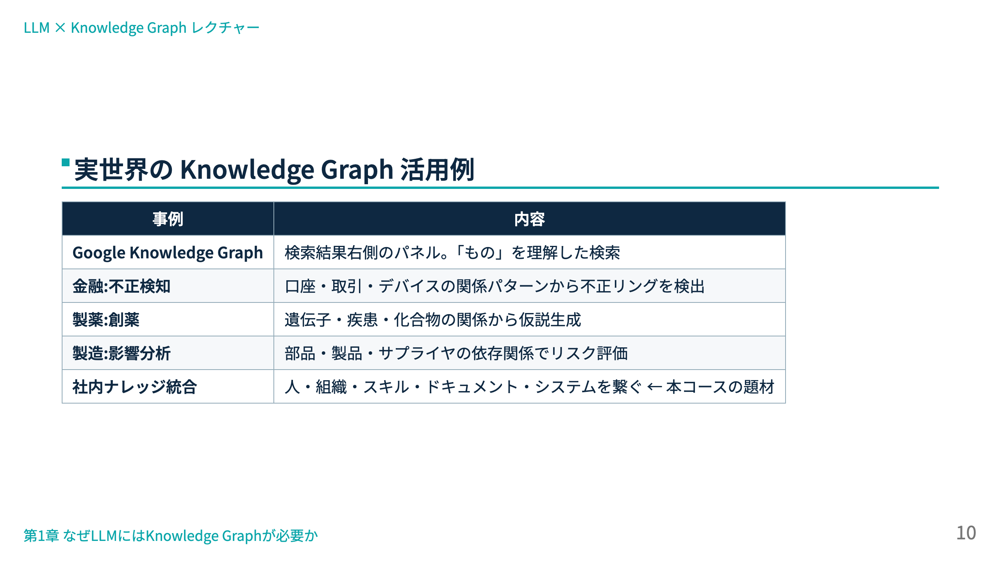 LLM × Knowledge Graph レクチャー
実世界の Knowledge Graph 活用例
事例 内容
Google Knowledge Graph 検索結果右側のパネル。「もの」を理解した検索
金融:不正検知 口座・取引・デバイスの関係パターンから不正リングを検出
製薬:創薬 遺伝子・疾患・化合物の関係から仮説生成
製造:影響分析 部品・製品・サプライヤの依存関係でリスク評価
社内ナレッジ統合 人・組織・スキル・ドキュメント・システムを繋ぐ ← 本コースの題材
第1章 なぜLLMにはKnowledge Graphが必要か
10